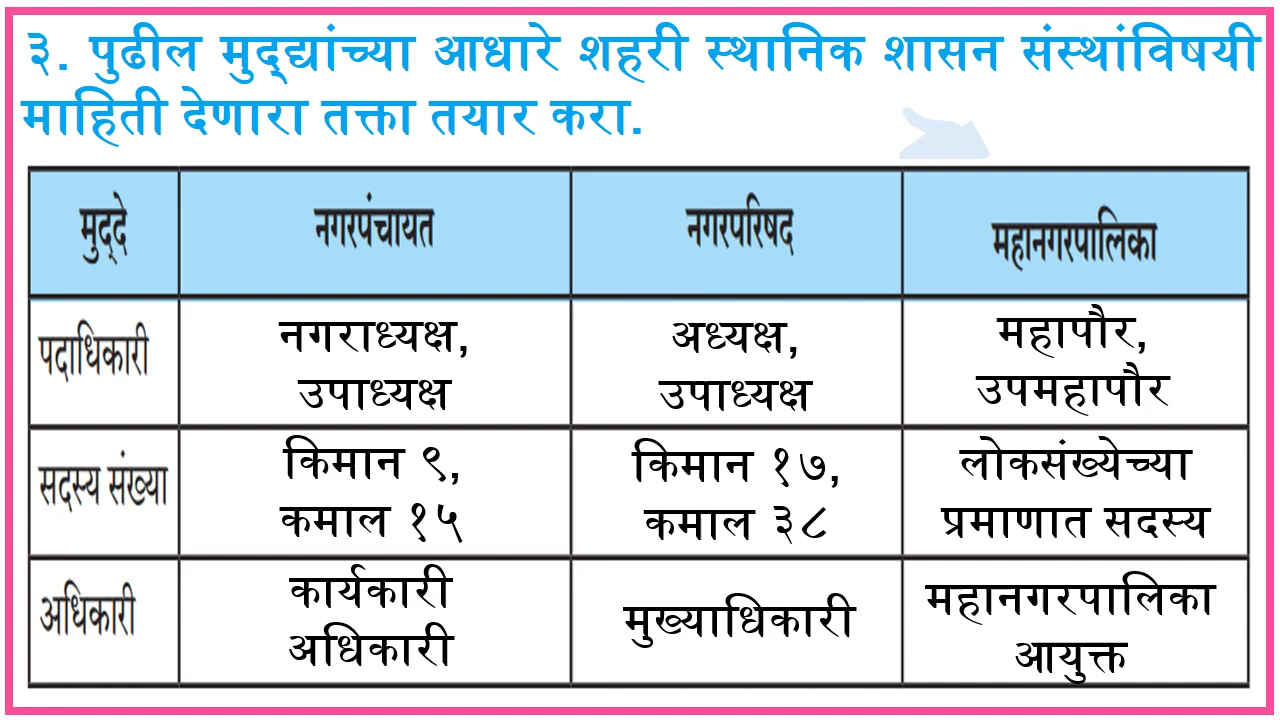 ३. पुढील मुद्द्यांच्या आधारे शहरी स्थानिक शासन संस्थांविषयी
माहिती देणारा तक्ता तयार करा.
मुद्दे नगरपंचायत नगरपरिषद महानगरपालिका
पदाधिकारी
नगराध्यक्ष,
उपाध्यक्ष
अध्यक्ष,
उपाध्यक्ष
महापौर,
उपमहापौर
सदस्य संख्या
किमान ९,
कमाल १५
किमान १७,
कमाल ३८
लोकसंख्येच्या
प्रमाणात सदस्य
अधिकारी
कार्यकारी
अधिकारी
मुख्याधिकारी
महानगरपालिका
आयुक्त